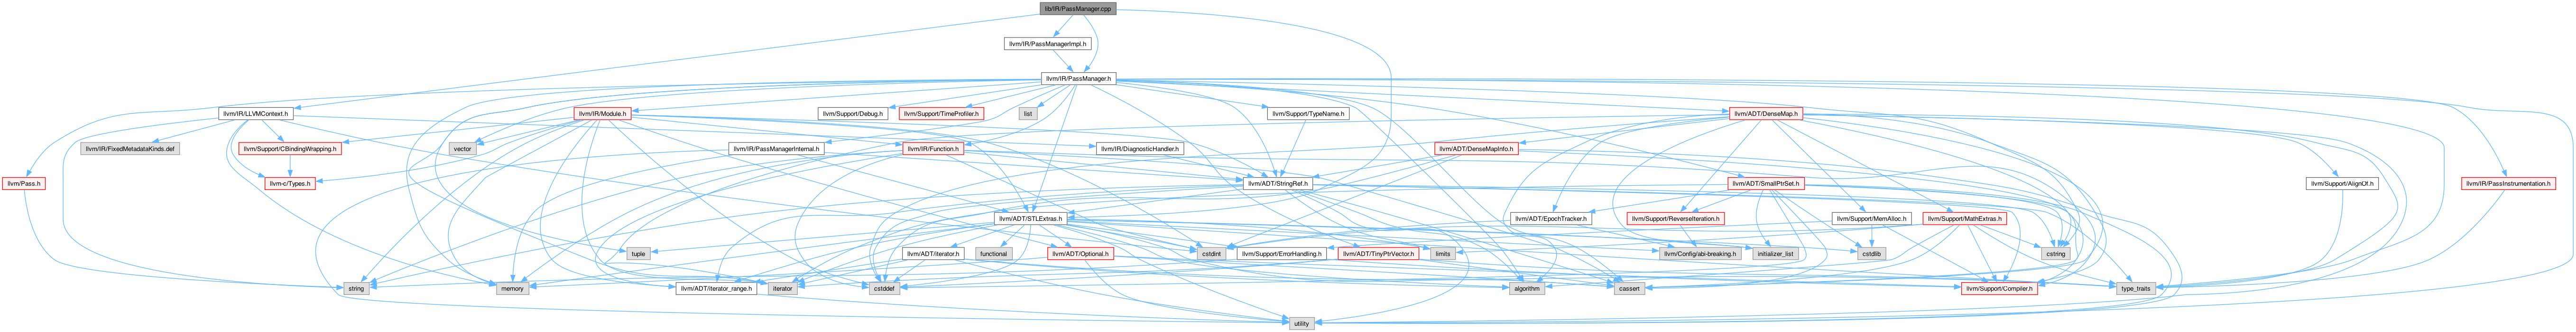 lib/IR/PassManager.cpp
llvm/IR/PassManagerImpl.h
llvm/IR/PassManager.h
llvm/IR/LLVMContext.h
llvm/IR/Module.h
llvm/Support/Debug.h
llvm/Support/TimeProfiler.h
list
llvm/Support/TypeName.h
llvm/ADT/DenseMap.h
llvm/IR/FixedMetadataKinds.def
llvm/Support/CBindingWrapping.h
vector
llvm/IR/PassManagerInternal.h
llvm/IR/Function.h
llvm/IR/DiagnosticHandler.h
llvm/ADT/DenseMapInfo.h
llvm/Pass.h
llvm-c/Types.h
llvm/ADT/StringRef.h
llvm/ADT/SmallPtrSet.h
llvm/Support/AlignOf.h
llvm/IR/PassInstrumentation.h
llvm/ADT/STLExtras.h
llvm/ADT/EpochTracker.h
llvm/Support/ReverseIteration.h
llvm/Support/MemAlloc.h
llvm/Support/MathExtras.h
tuple
llvm/ADT/iterator.h
functional
llvm/ADT/Optional.h
cstdint
llvm/Support/ErrorHandling.h
llvm/ADT/TinyPtrVector.h
limits
llvm/Config/abi-breaking.h
initializer_list
cstdlib
cstring
string
memory
llvm/ADT/iterator_range.h
iterator
cstddef
algorithm
cassert
llvm/Support/Compiler.h
type_traits
utility